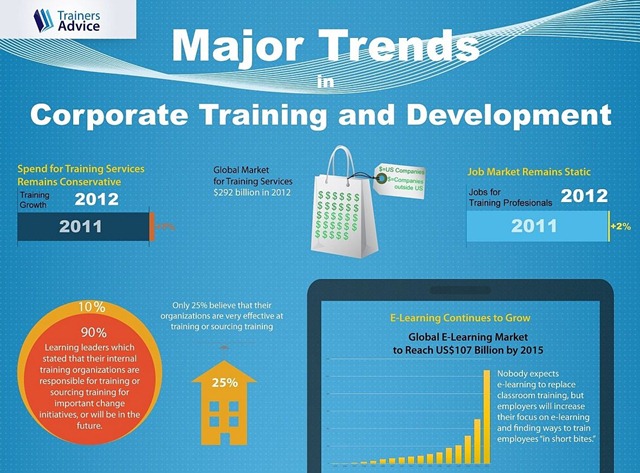 Trainers
Advice
Major Trends
in
Corporate Training and Development
Spend for Training Services
Remains Conservative
Training
Growth
2012
2011
Global Market
for Training Services
$292 billion in 2012
$=US Companies
$=Companies
outside US
$ $ $ $ $ $
$ $ $ $ $ $
$ $ $ $ $ $
$ $ $ $ $ $
$ $ $ $ $
Job Market Remains Static
Jobs for
Training Profesionals
2012
2011
+2%
10%
90%
Learning leaders which
stated that their internal
training organizations are
responsible for training or
sourcing training for
important change
initiatives, or will be in the
future.
Only 25% believe that their
organizations are very effective at
training or sourcing training
25%
E-Learning Continues to Grow
Global E-Learning Market
to Reach US$107 Billion by 2015
Nobody expects
e-learning to replace
classroom training, but
employers will increase
their focus on e-learning
and finding ways to train
employees "in short bites."